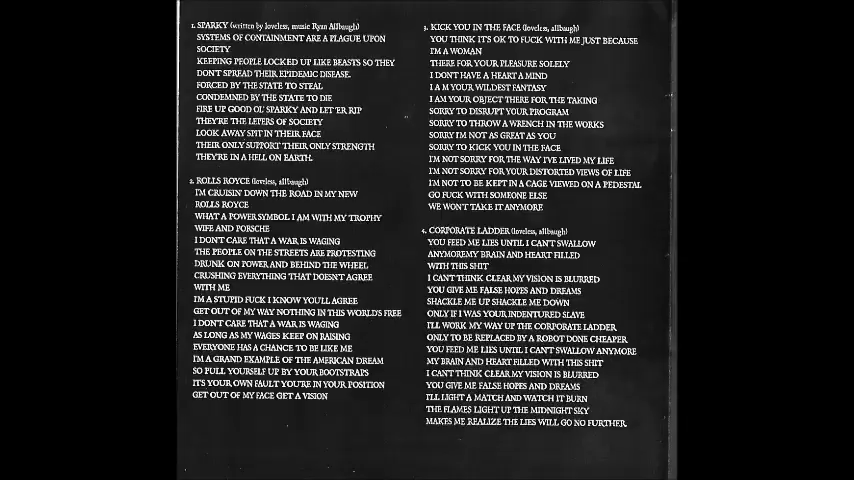 1. SPARKY (written by loveless, music Ryan Allbaugh)
SYSTEMS OF CONTAINMENT ARE A PLAGUE UPON
SOCIETY
KEEPING PEOPLE LOCKED UP LIKE BEASTS SO THEY
DON'T SPREAD THEIR EPIDEMIC DISEASE.
FORCED BY THE STATE TO STEAL
CONDEMNED BY THE STATE TO DIE
FIRE UP GOOD OL' SPARKY AND LET 'ER RIP
THEY'RE THE LEPERS OF SOCIETY
LOOK AWAY SPIT IN THEIR FACE
THEIR ONLY SUPPORT THEIR ONLY STRENGTH
THEY'RE IN A HELL ON EARTH.
2. ROLLS ROYCE (loveless, allbaugh)
I'M CRUISIN' DOWN THE ROAD IN MY NEW
ROLLS ROYCE
WHAT A POWER SYMBOL I AM WITH MY TROPHY
WIFE AND PORSCHE
I DON'T CARE THAT A WAR IS WAGING
THE PEOPLE ON THE STREETS ARE PROTESTING
DRUNK ON POWER AND BEHIND THE WHEEL
CRUSHING EVERYTHING THAT DOESN'T AGREE
WITH ME
I'M A STUPID FUCK I KNOW YOU'LL AGREE
GET OUT OF MY WAY NOTHING IN THIS WORLD'S FREE
I DON'T CARE THAT A WAR IS WAGING
AS LONG AS MY WAGES KEEP ON RAISING
EVERYONE HAS A CHANCE TO BE LIKE ME
I'M A GRAND EXAMPLE OF THE AMERICAN DREAM
SO PULL YOURSELF UP BY YOUR BOOTSTRAPS
IT'S YOUR OWN FAULT YOU'RE IN YOUR POSITION
GET OUT OF MY FACE GET A VISION
3. KICK YOU IN THE FACE (loveless, allbaugh)
YOU THINK IT'S OK TO FUCK WITH ME JUST BECAUSE
I'M A WOMAN
THERE FOR YOUR PLEASURE SOLELY
I DON'T HAVE A HEART A MIND
I A M YOUR WILDEST FANTASY
I AM YOUR OBJECT THERE FOR THE TAKING
SORRY TO DISRUPT YOUR PROGRAM
SORRY TO THROW A WRENCH IN THE WORKS
SORRY I'M NOT AS GREAT AS YOU
SORRY TO KICK YOU IN THE FACE
I'M NOT SORRY FOR THE WAY I'VE LIVED MY LIFE
I'M NOT SORRY FOR YOUR DISTORTED VIEWS OF LIFE
I'M NOT TO BE KEPT IN A CAGE VIEWED ON A PEDESTAL
GO FUCK WITH SOMEONE ELSE
WE WON'T TAKE IT ANYMORE
4. CORPORATE LADDER (loveless, allbaugh)
YOU FEED ME LIES UNTIL I CAN'T SWALLOW
ANYMOREMY BRAIN AND HEART FILLED
WITH THIS SHIT
I CAN'T THINK CLEAR MY VISION IS BLURRED
YOU GIVE ME FALSE HOPES AND DREAMS
SHACKLE ME UP SHACKLE ME DOWN
ONLY IF I WAS YOUR INDENTURED SLAVE
I'LL WORK MY WAY UP THE CORPORATE LADDER
ONLY TO BE REPLACED BY A ROBOT DONE CHEAPER
YOU FEED ME LIES UNTIL I CAN'T SWALLOW ANYMORE
MY BRAIN AND HEART FILLED WITH THIS SHIT
I CAN'T THINK CLEAR MY VISION IS BLURRED
YOU GIVE ME FALSE HOPES AND DREAMS
I'LL LIGHT A MATCH AND WATCH IT BURN
THE FLAMES LIGHT UP THE MIDNIGHT SKY
MAKES ME REALIZE THE LIES WILL GO NO FURTHER.